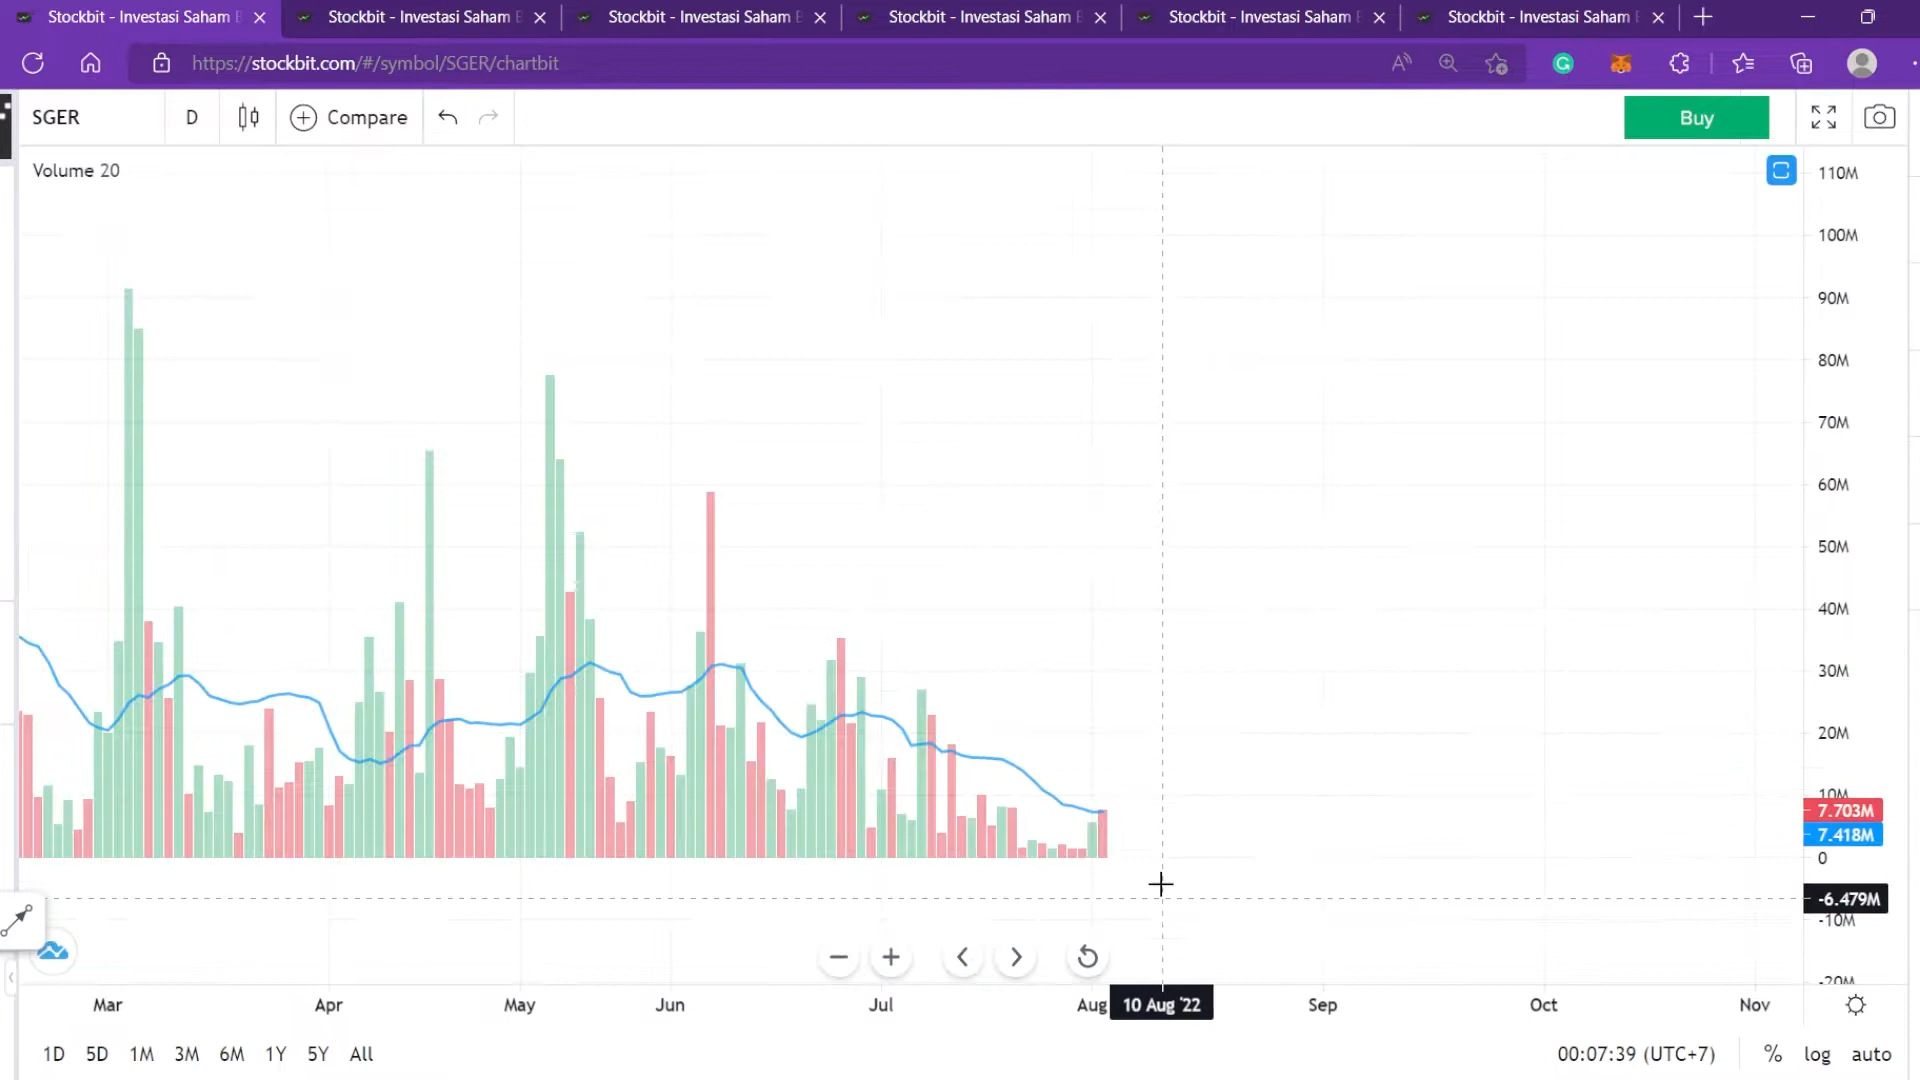 Stockbit - Investasi Saham B
Stockbit - Investasi Saham B
Stockbit - Investasi Saham B
Stockbit - Investasi Saham B
Stockbit - Investasi Saham B
Stockbit - Investasi Saham
https://stockbit.com/#/symbol/SGER/chartbit
SGER D Compare Buy
Volume 20
110M
100M
90M
80M
70M
60M
50M
40M
30M
20M
10M
7.703M
7.418M
0
-6.479M
-10M
-20M
Mar Apr May Jun Jul Aug 10 Aug '22 Sep Oct Nov
1D 5D 1M 3M 6M 1Y 5Y All 00:07:39 (UTC+7) % log auto